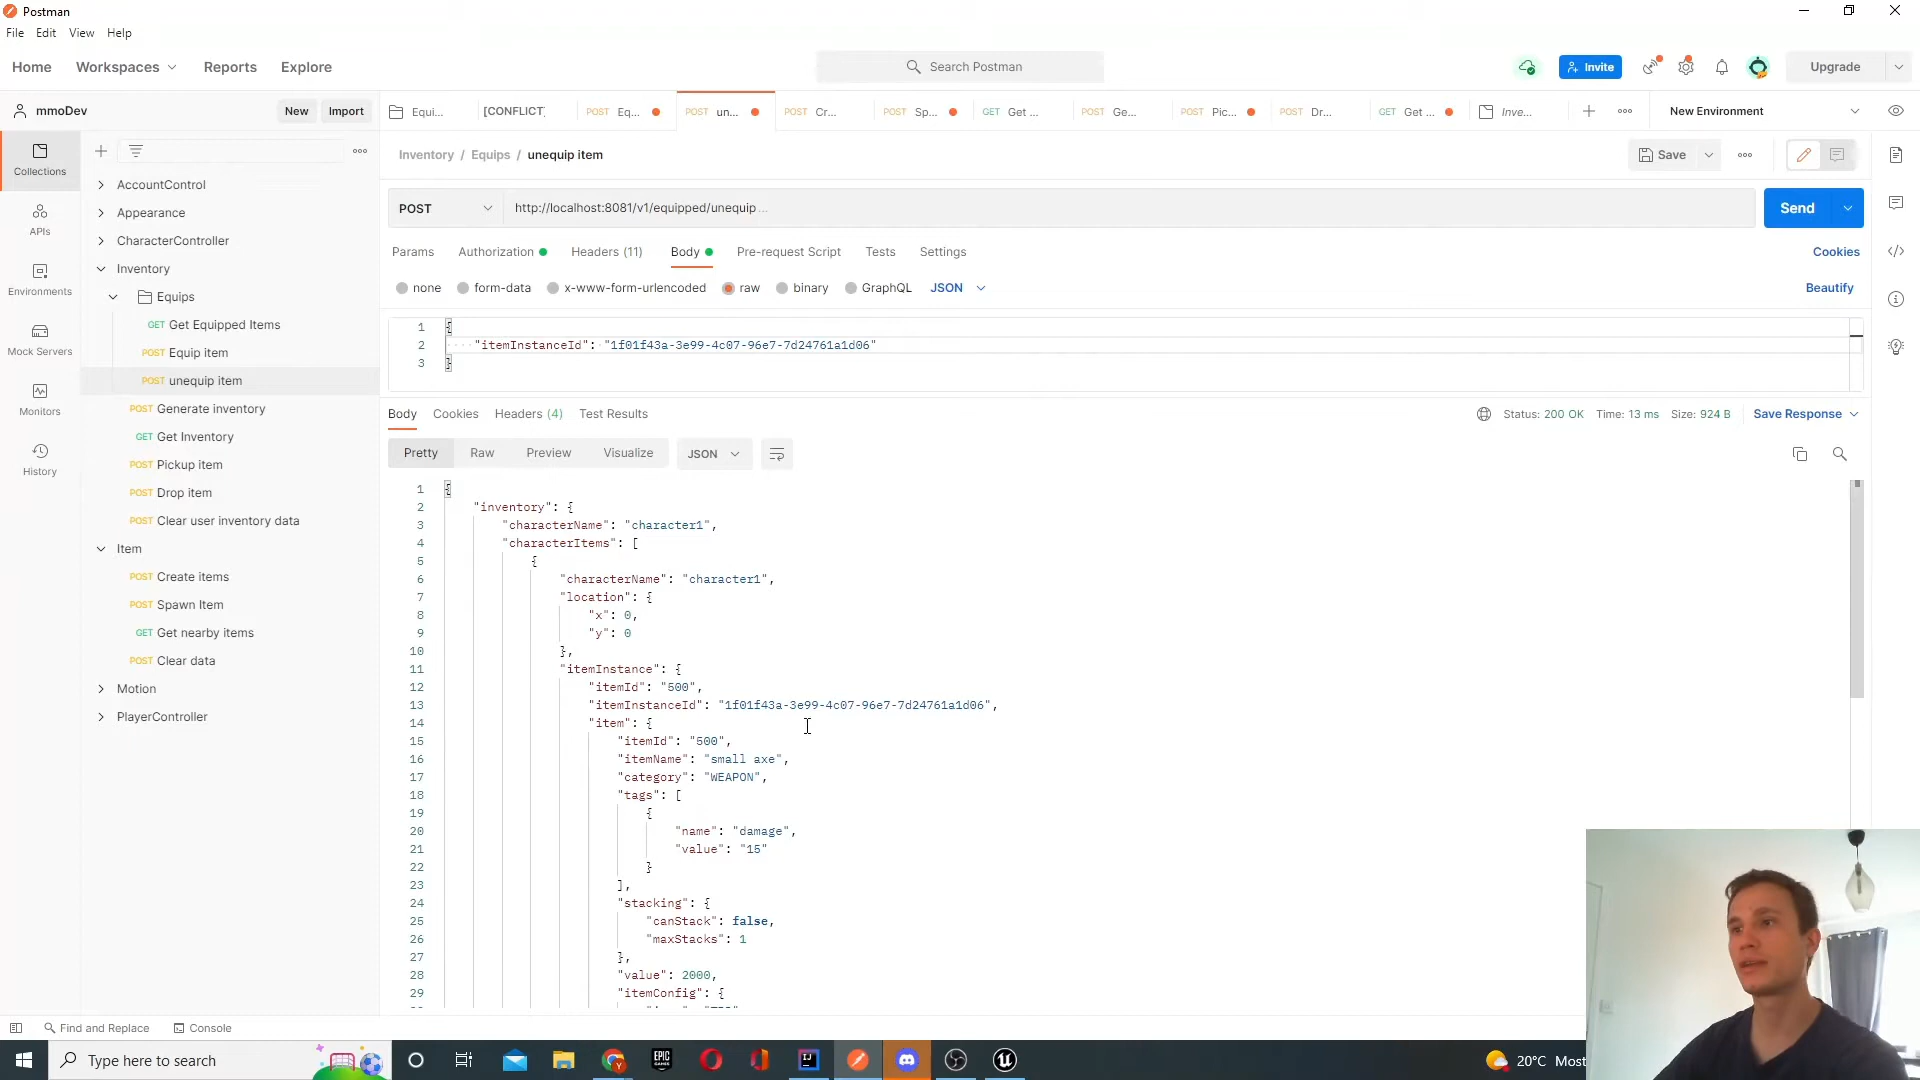 Postman
File Edit View Help
Home Workspaces Reports Explore Search Postman Invite Upgrade
mmoDev New Import Equi... [CONFLICT] POST Eq... POST un... POST Cr... POST Sp... GET Get ... POST Ge... POST Pic... POST Dr... GET Get ... Inve... New Environment
Collections
APIs
Environments
Mock Servers
Monitors
History
AccountControl
Appearance
CharacterController
Inventory
Equips
GET Get Equipped Items
POST Equip item
POST unequip item
POST Generate inventory
GET Get Inventory
POST Pickup item
POST Drop item
POST Clear user inventory data
Item
POST Create items
POST Spawn Item
GET Get nearby items
POST Clear data
Motion
PlayerController
Inventory / Equips / unequip item Save
POST http://localhost:8081/v1/equipped/unequip ... Send
Params Authorization Headers (11) Body Pre-request Script Tests Settings Cookies
none form-data x-www-form-urlencoded raw binary GraphQL JSON Beautify
1 {
2 "itemInstanceId": "1f01f43a-3e99-4c07-96e7-7d24761a1d06"
3 }
Body Cookies Headers (4) Test Results Status: 200 OK Time: 13 ms Size: 924 B Save Response
Pretty Raw Preview Visualize JSON
1 {
2 "inventory": {
3 "characterName": "character1",
4 "characterItems": [
5 {
6 "characterName": "character1",
7 "location": {
8 "x": 0,
9 "y": 0
10 },
11 "itemInstance": {
12 "itemId": "500",
13 "itemInstanceId": "1f01f43a-3e99-4c07-96e7-7d24761a1d06",
14 "item": {
15 "itemId": "500",
16 "itemName": "small axe",
17 "category": "WEAPON",
18 "tags": [
19 {
20 "name": "damage",
21 "value": "15"
22 }
23 ],
24 "stacking": {
25 "canStack": false,
26 "maxStacks": 1
27 },
28 "value": 2000,
29 "itemConfig": {
Find and Replace Console
Type here to search EPIC GAMES 20°C Most